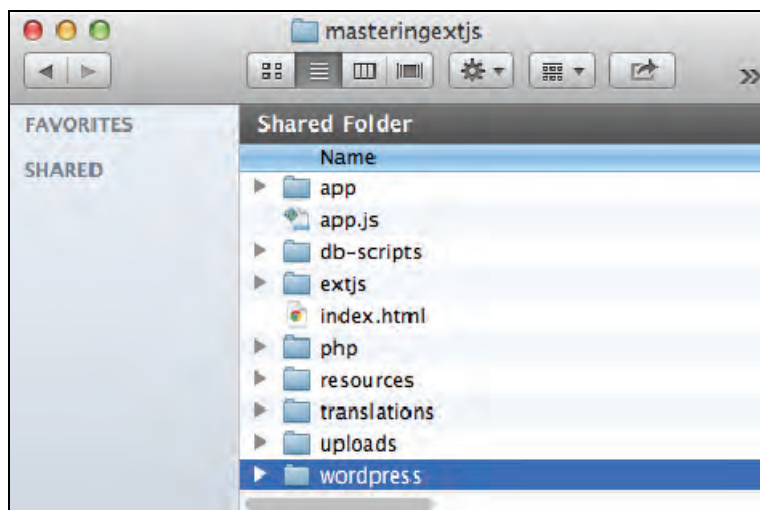 masteringextjs
FAVORITES
SHARED
Shared Folder
Name
app
app.js
db-scripts
extjs
index.html
php
resources
translations
uploads
wordpress